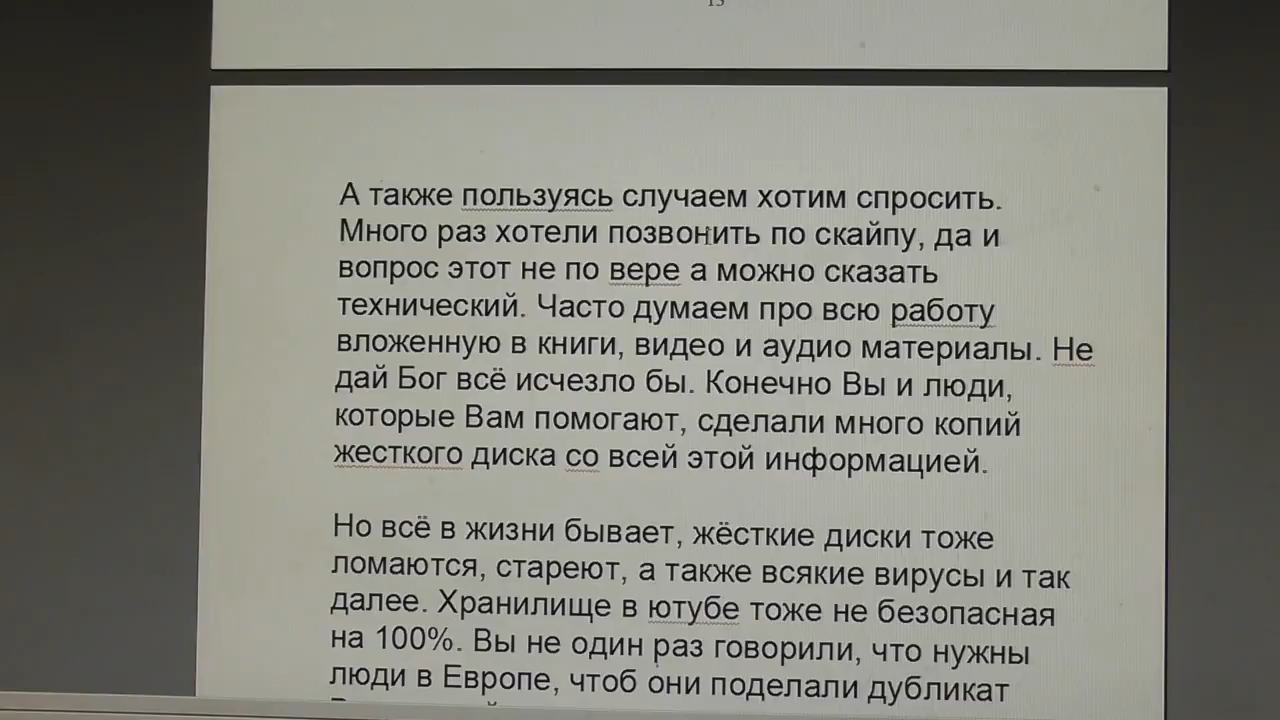 А также пользуясь случаем хотим спросить.
Много раз хотели позвонить по скайпу, да и
вопрос этот не по вере а можно сказать
технический. Часто думаем про всю работу
вложенную в книги, видео и аудио материалы. Не
дай Бог всё исчезло бы. Конечно Вы и люди,
которые Вам помогают, сделали много копий
жесткого диска со всей этой информацией.
Но всё в жизни бывает, жёсткие диски тоже
ломаются, стареют, а также всякие вирусы и так
далее. Хранилище в ютубе тоже не безопасная
на 100%. Вы не один раз говорили, что нужны
люди в Европе, чтоб они поделали дубликат